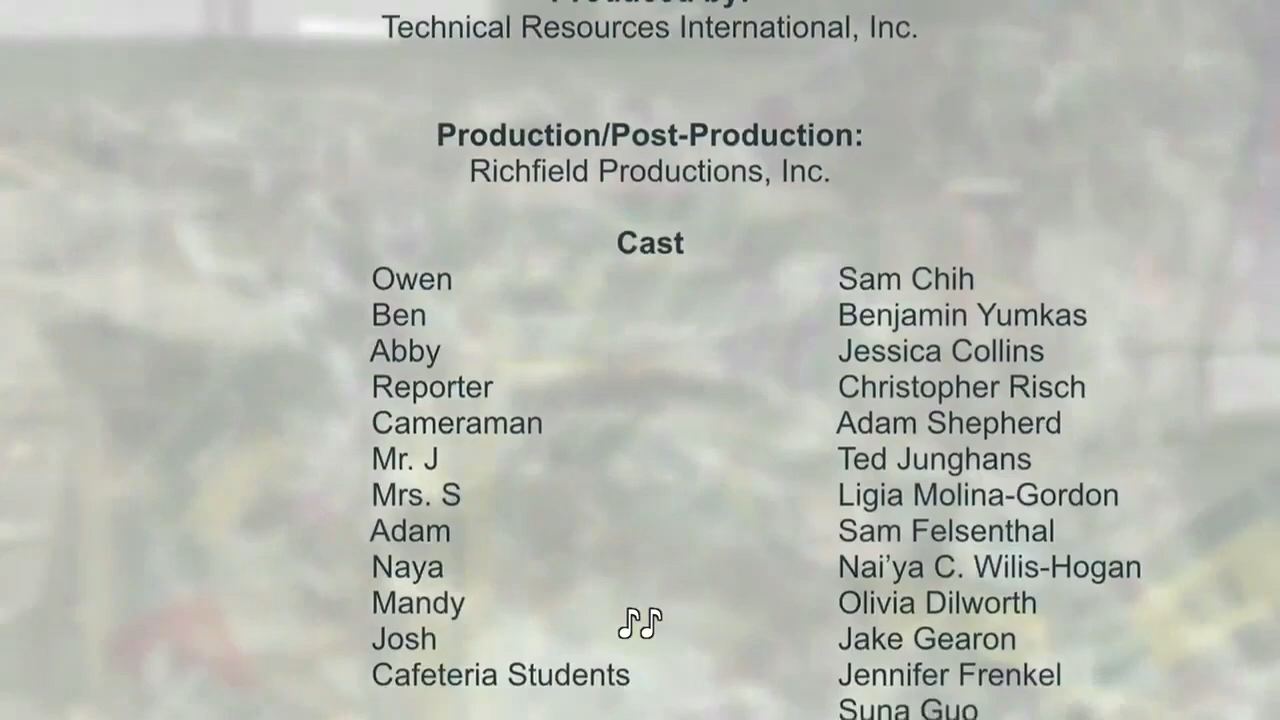 Produced by:
Technical Resources International, Inc.
Production/Post-Production:
Richfield Productions, Inc.
Cast
Owen Sam Chih
Ben Benjamin Yumkas
Abby Jessica Collins
Reporter Christopher Risch
Cameraman Adam Shepherd
Mr. J Ted Junghans
Mrs. S Ligia Molina-Gordon
Adam Sam Felsenthal
Naya Nai’ya C. Wilis-Hogan
Mandy Olivia Dilworth
Josh Jake Gearon
Cafeteria Students Jennifer Frenkel
Suna Guo